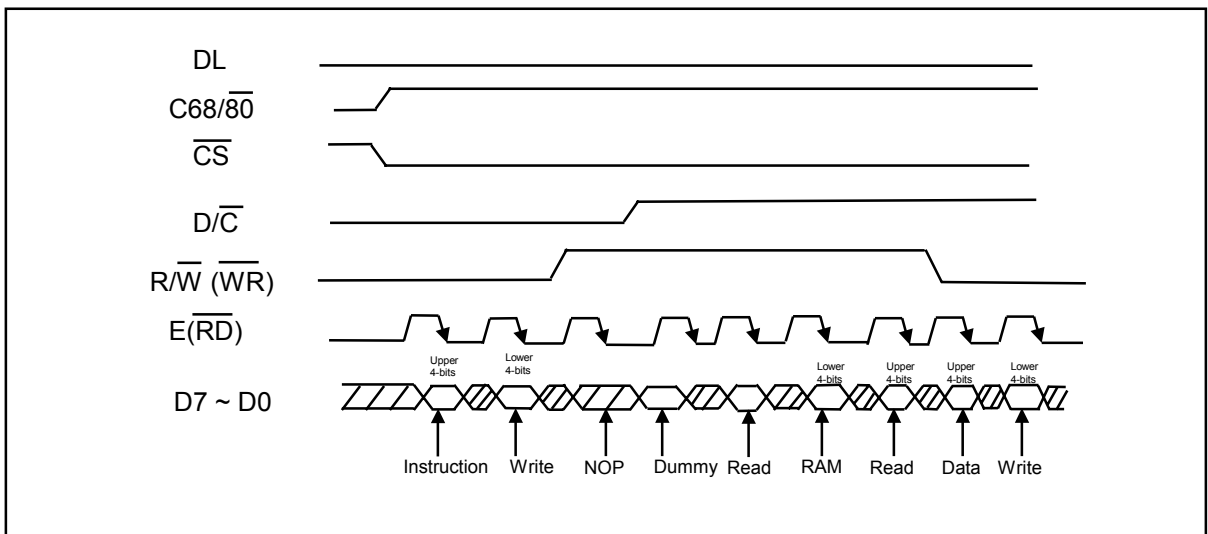 DL
C68/80
CS
D/C
R/W (WR)
E(RD)
Upper
4-bits
Lower
4-bits
Lower
4-bits
Upper
4-bits
Upper
4-bits
Lower
4-bits
D7 ~ D0
Instruction Write NOP Dummy Read RAM Read Data Write